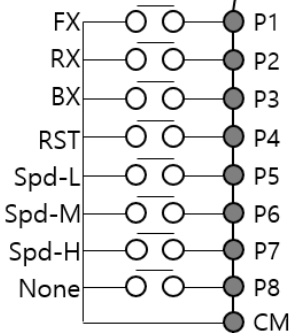 FX P1
RX P2
BX P3
RST P4
Spd-L P5
Spd-M P6
Spd-H P7
None P8
CM